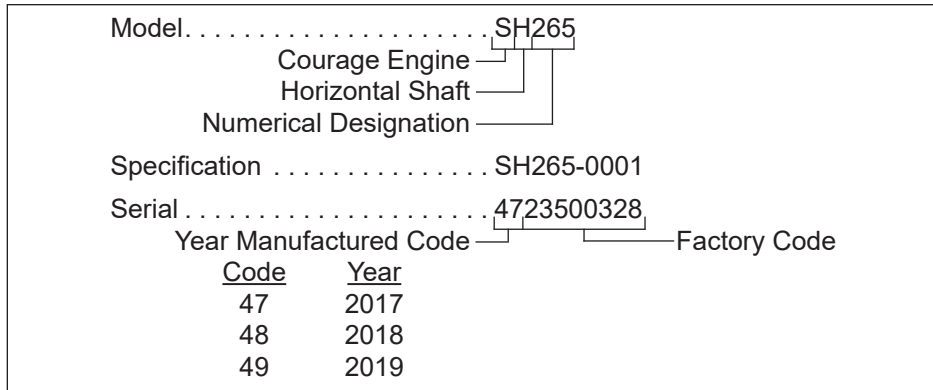 Model. . . . . . . . . . . . . . . . . . . . . SH265
Courage Engine
Horizontal Shaft
Numerical Designation
Specification . . . . . . . . . . . . . . . SH265-0001
Serial . . . . . . . . . . . . . . . . . . . . . 4723500328
Year Manufactured Code Factory Code
Code Year
47 2017
48 2018
49 2019